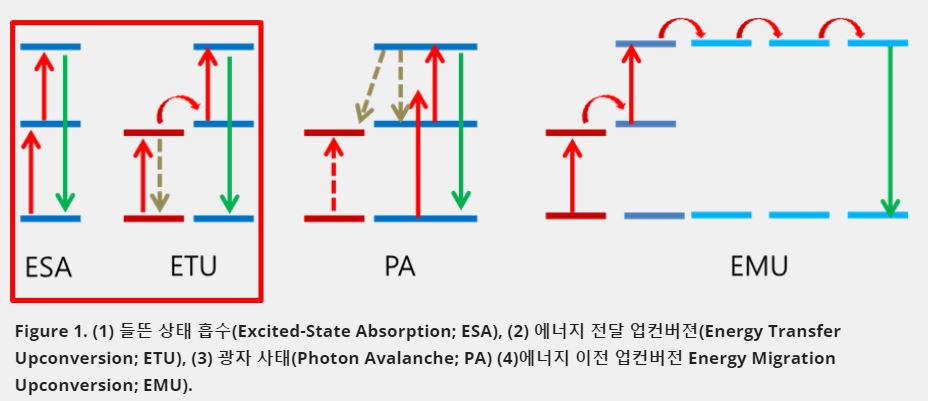 ESA ETU PA EMU
Figure 1. (1) 들뜬 상태 흡수(Excited-State Absorption; ESA), (2) 에너지 전달 업컨버젼(Energy Transfer
Upconversion; ETU), (3) 광자 사태(Photon Avalanche; PA) (4)에너지 이전 업컨버전 Energy Migration
Upconversion; EMU).